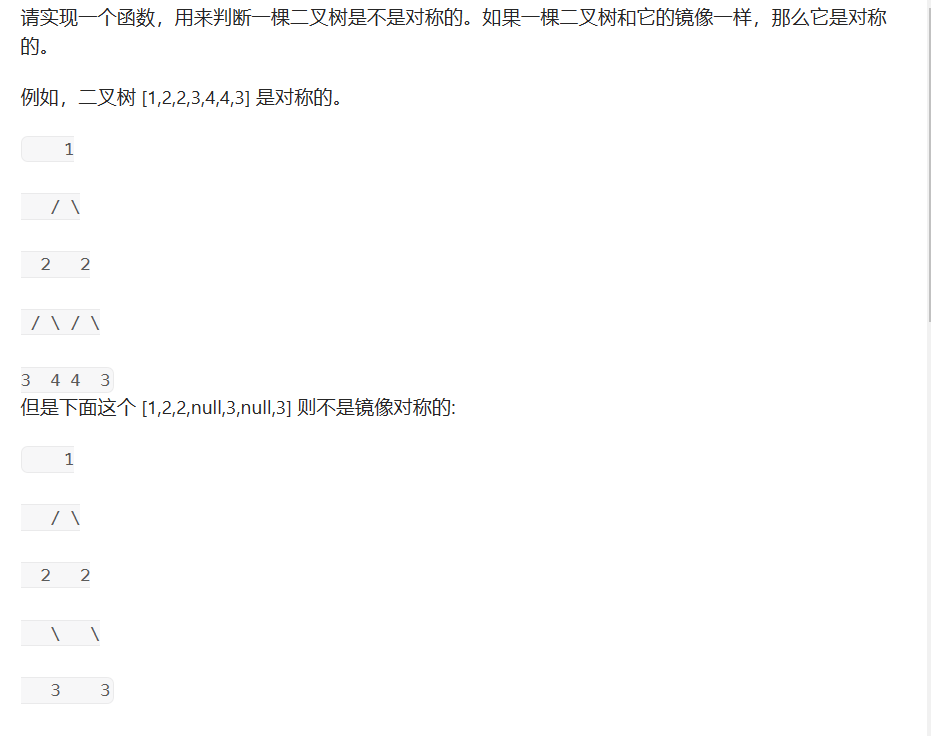 请实现一个函数，用来判断一棵二叉树是不是对称的。如果一棵二叉树和它的镜像一样，那么它是对称
的。
例如，二叉树 [1,2,2,3,4,4,3] 是对称的。
1
/ \
2   2
/ \ / \
3  4 4  3
但是下面这个 [1,2,2,null,3,null,3] 则不是镜像对称的:
1
/ \
2   2
\   \
3    3